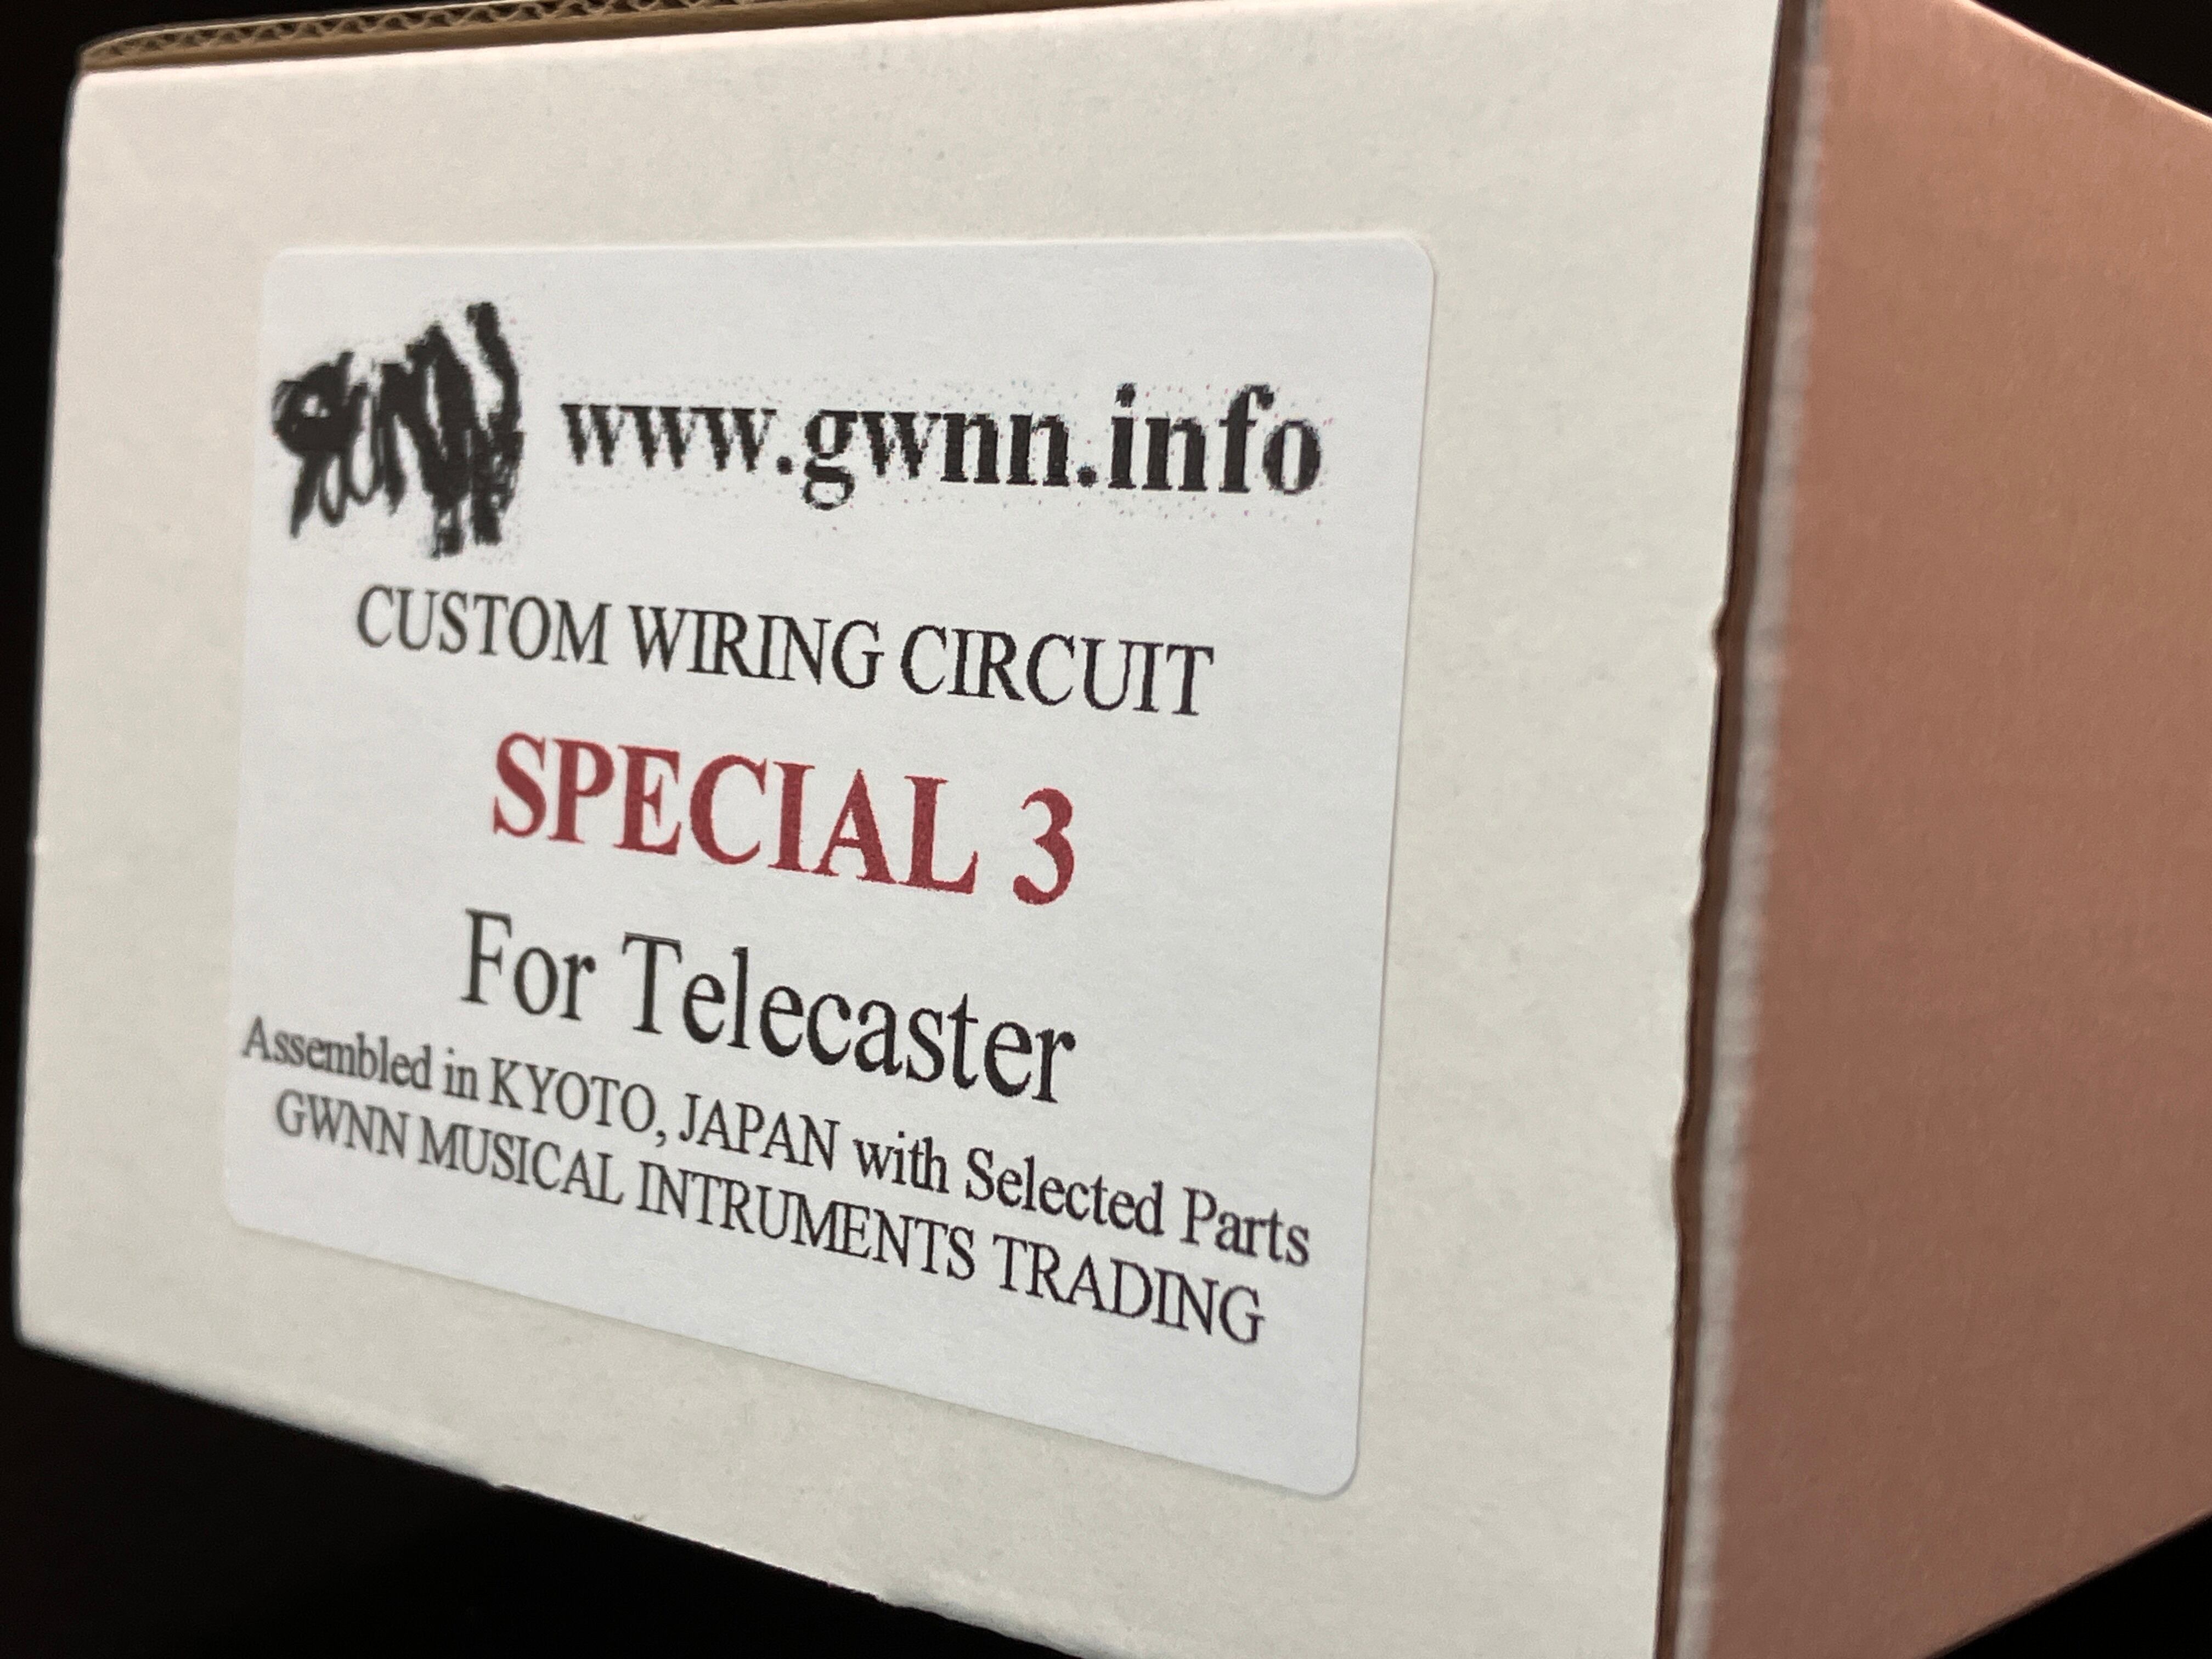 www.gwnn.info
CUSTOM WIRING CIRCUIT
SPECIAL 3
For Telecaster
Assembled in KYOTO, JAPAN with Selected Parts
GWNN MUSICAL INTRUMENTS TRADING